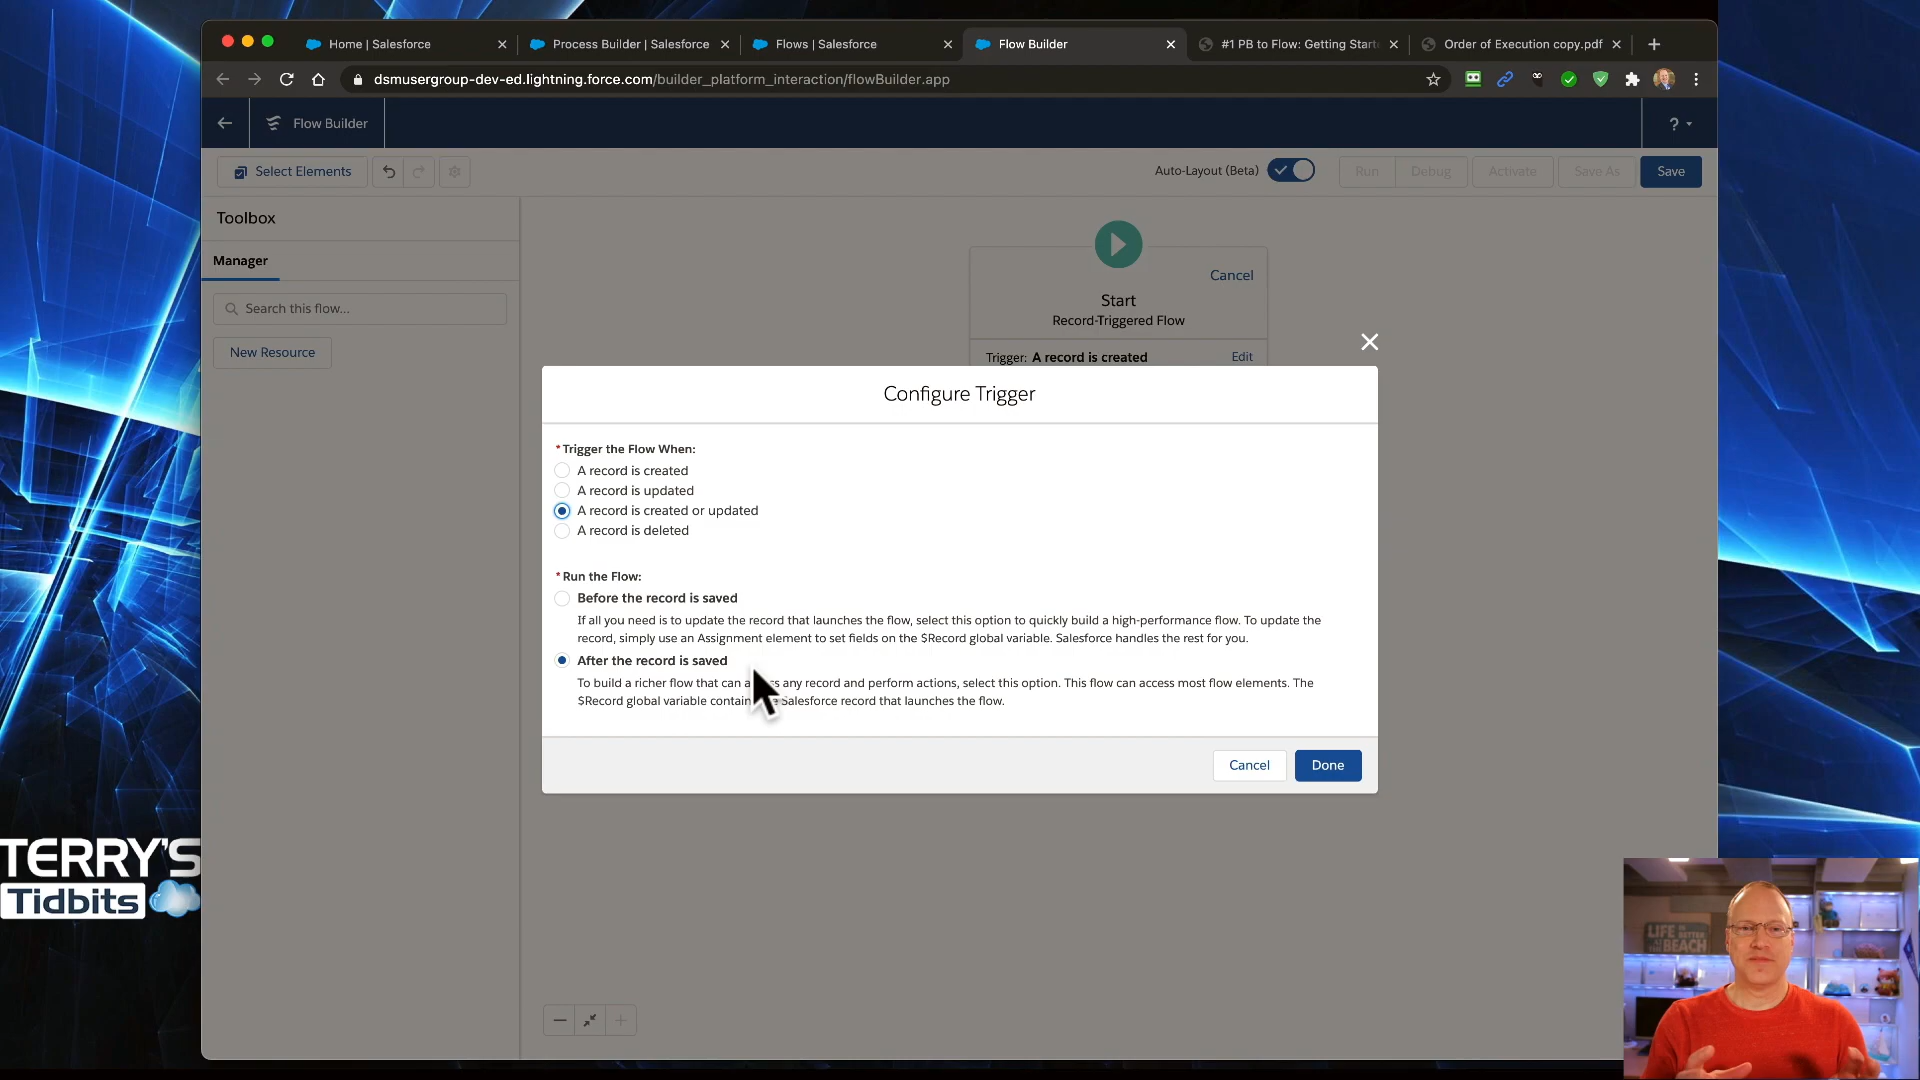 Home | Salesforce
Process Builder | Salesforce
Flows | Salesforce
Flow Builder
#1 PB to Flow: Getting Start
Order of Execution copy.pdf
dsmusergroup-dev-ed.lightning.force.com/builder_platform_interaction/flowBuilder.app
Flow Builder
?
Select Elements
Auto-Layout (Beta)
Run
Debug
Activate
Save As
Save
Toolbox
Manager
Search this flow...
New Resource
Cancel
Start
Record-Triggered Flow
Trigger: A record is created
Edit
Configure Trigger
*Trigger the Flow When:
A record is created
A record is updated
A record is created or updated
A record is deleted
*Run the Flow:
Before the record is saved
If all you need is to update the record that launches the flow, select this option to quickly build a high-performance flow. To update the
record, simply use an Assignment element to set fields on the $Record global variable. Salesforce handles the rest for you.
After the record is saved
To build a richer flow that can any record and perform actions, select this option. This flow can access most flow elements. The
$Record global variable Salesforce record that launches the flow.
Cancel
Done
TERRY'S
Tidbits
LIFE IS
BETTER
AT THE
BEACH